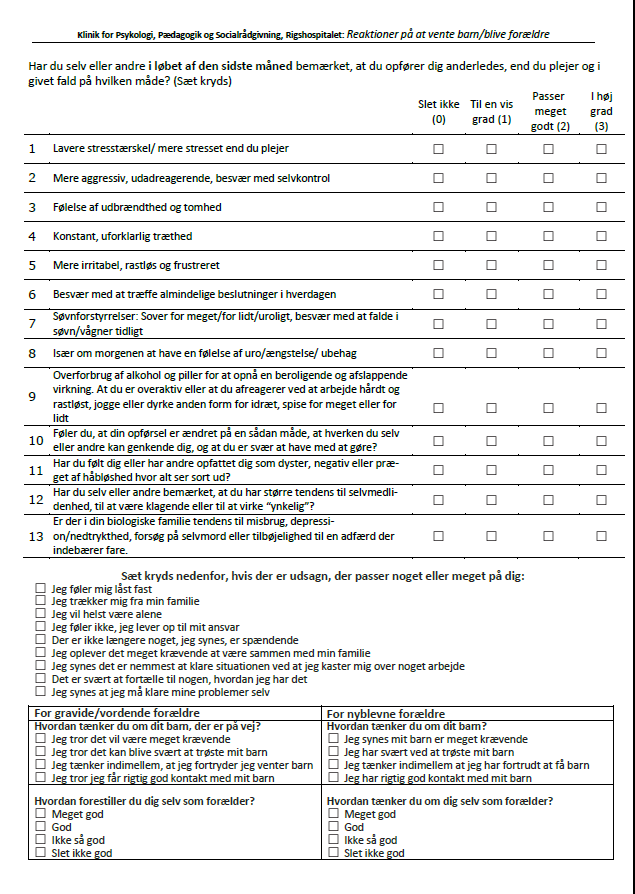 Klinik for Psykologi, Pædagogik og Socialrådgivning, Rigshospitalet: Reaktioner på at vente barn/blive forældre
Har du selv eller andre i løbet af den sidste måned bemærket, at du opfører dig anderledes, end du plejer og i
givet fald på hvilken måde? (Sæt kryds)
Slet ikke (0)
Til en vis grad (1)
Passer meget godt (2)
I høj grad (3)
1 Lavere stresstærskel/ mere stresset end du plejer
2 Mere aggressiv, udadreagerende, besvær med selvkontrol
3 Følelse af udbrændthed og tomhed
4 Konstant, uforklarlig træthed
5 Mere irritabel, rastløs og frustreret
6 Besvær med at træffe almindelige beslutninger i hverdagen
7 Søvnforstyrrelser: Sover for meget/for lidt/uroligt, besvær med at falde i
søvn/vågner tidligt
8 Især om morgenen at have en følelse af uro/ængstelse/ ubehag
9 Overforbrug af alkohol og piller for at opnå en beroligende og afslappende
virkning. At du er overaktiv eller at du afreagerer ved at arbejde hårdt og
rastløst, jogge eller dyrke anden form for idræt, spise for meget eller for
lidt
10 Føler du, at din opførsel er ændret på en sådan måde, at hverken du selv
eller andre kan genkende dig, og at du er svær at have med at gøre?
11 Har du følt dig eller har andre opfattet dig som dyster, negativ eller præ-
get af håbløshed hvor alt ser sort ud?
12 Har du selv eller andre bemærket, at du har større tendens til selvmedli-
denhed, til at være klagende eller til at virke "ynkelig"?
13 Er der i din biologiske familie tendens til misbrug, depressi-
on/nedtrykthed, forsøg på selvmord eller tilbøjelighed til en adfærd der
indebærer fare.
Sæt kryds nedenfor, hvis der er udsagn, der passer noget eller meget på dig:
Jeg føler mig låst fast
Jeg trækker mig fra min familie
Jeg vil helst være alene
Jeg føler ikke, jeg lever op til mit ansvar
Der er ikke længere noget, jeg synes, er spændende
Jeg oplever det meget krævende at være sammen med min familie
Jeg synes det er nemmest at klare situationen ved at jeg kaster mig over noget arbejde
Det er svært at fortælle til nogen, hvordan jeg har det
Jeg synes at jeg må klare mine problemer selv
For gravide/vordende forældre
Hvordan tænker du om dit barn, der er på vej?
Jeg tror det vil være meget krævende
Jeg tror det kan blive svært at trøste mit barn
Jeg tænker indimellem, at jeg fortryder jeg venter barn
Jeg tror jeg får rigtig god kontakt med mit barn
For nyblevne forældre
Hvordan tænker du om dit barn?
Jeg synes mit barn er meget krævende
Jeg har svært ved at trøste mit barn
Jeg tænker indimellem at jeg har fortrudt at få barn
Jeg har rigtig god kontakt med mit barn
Hvordan forestiller du dig selv som forælder?
Meget god
God
Ikke så god
Slet ikke god
Hvordan tænker du om dig selv som forælder?
Meget god
God
Ikke så god
Slet ikke god